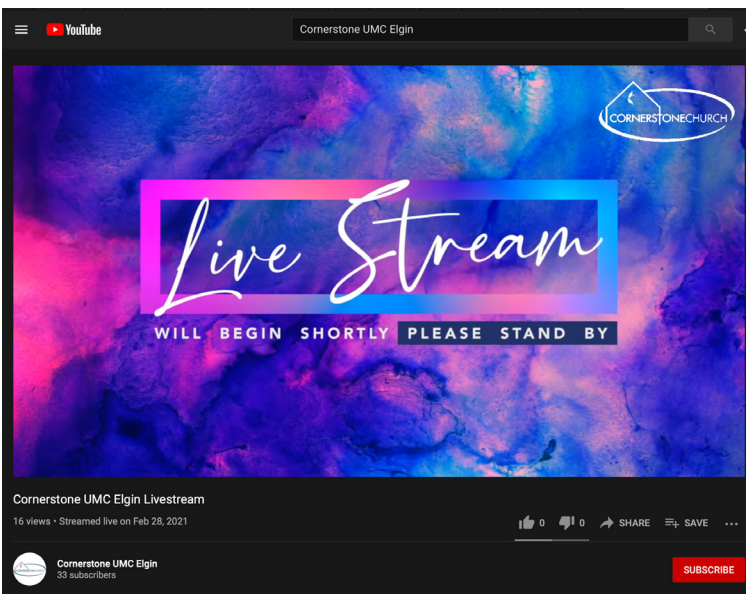 YouTube
Cornerstone UMC Elgin
CORNERSTONECHURCH
Live Stream
WILL BEGIN SHORTLY PLEASE STAND BY
Cornerstone UMC Elgin Livestream
16 views • Streamed live on Feb 28, 2021
0 0 SHARE SAVE
Cornerstone UMC Elgin
33 subscribers
SUBSCRIBE